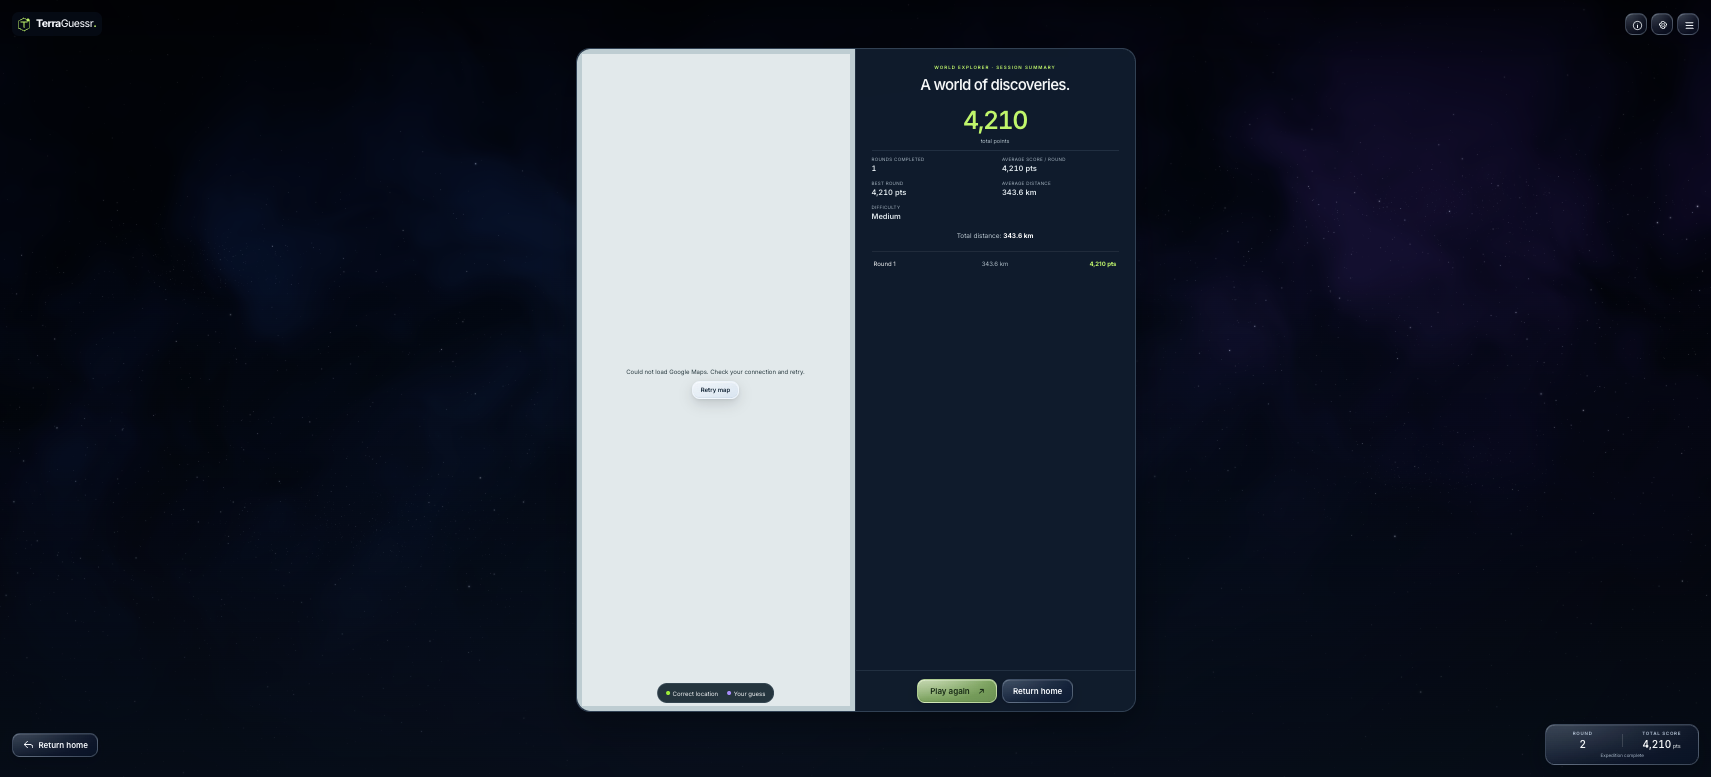 TerraGuessr.
WORLD EXPLORER · SESSION SUMMARY
A world of discoveries.
4,210
total points
ROUNDS COMPLETED
1
AVERAGE SCORE / ROUND
4,210 pts
BEST ROUND
4,210 pts
AVERAGE DISTANCE
343.6 km
DIFFICULTY
Medium
Total distance: 343.6 km
Round 1 343.6 km 4,210 pts
Could not load Google Maps. Check your connection and retry.
Retry map
Correct location Your guess
Play again
Return home
Return home
ROUND
2
TOTAL SCORE
4,210 pts
Expedition complete